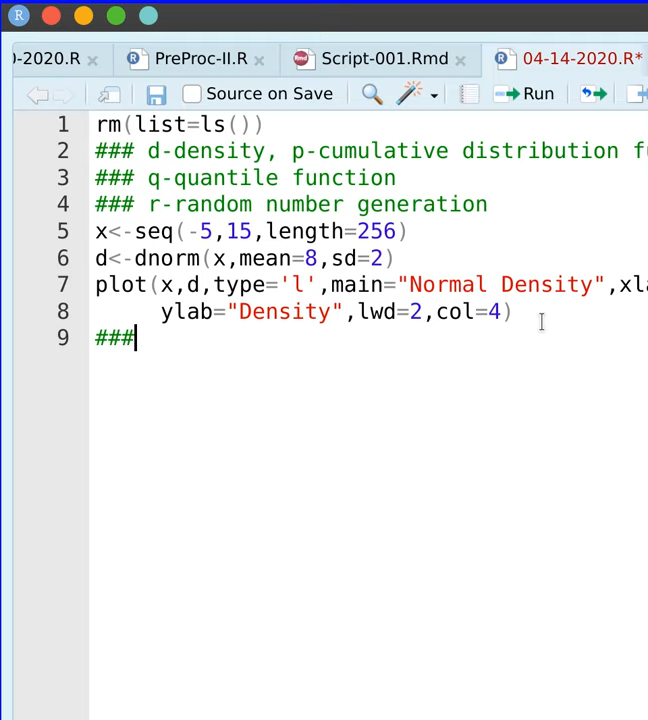 R
0-2020.R
PreProc-II.R
Script-001.Rmd
04-14-2020.R*
Source on Save
Run
1 rm(list=ls())
2 ### d-density, p-cumulative distribution
3 ### q-quantile function
4 ### r-random number generation
5 x<-seq(-5,15,length=256)
6 d<-dnorm(x,mean=8,sd=2)
7 plot(x,d,type='l',main="Normal Density",
8 ylab="Density",lwd=2,col=4)
9 ###